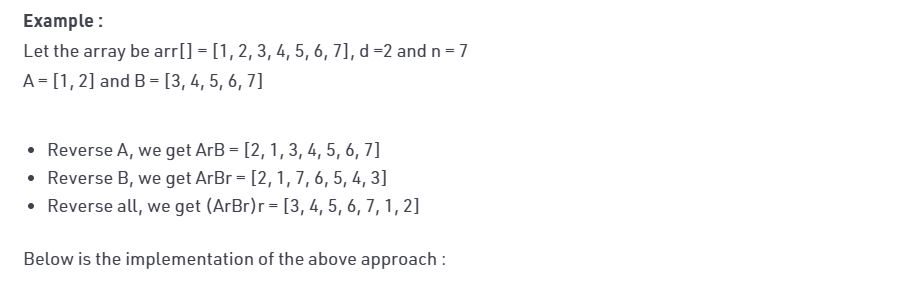 Example :
Let the array be arr[] = [1, 2, 3, 4, 5, 6, 7], d =2 and n = 7
A = [1, 2] and B = [3, 4, 5, 6, 7]
• Reverse A, we get ArB = [2, 1, 3, 4, 5, 6, 7]
• Reverse B, we get ArBr = [2, 1, 7, 6, 5, 4, 3]
• Reverse all, we get (ArBr)r = [3, 4, 5, 6, 7, 1, 2]
Below is the implementation of the above approach :